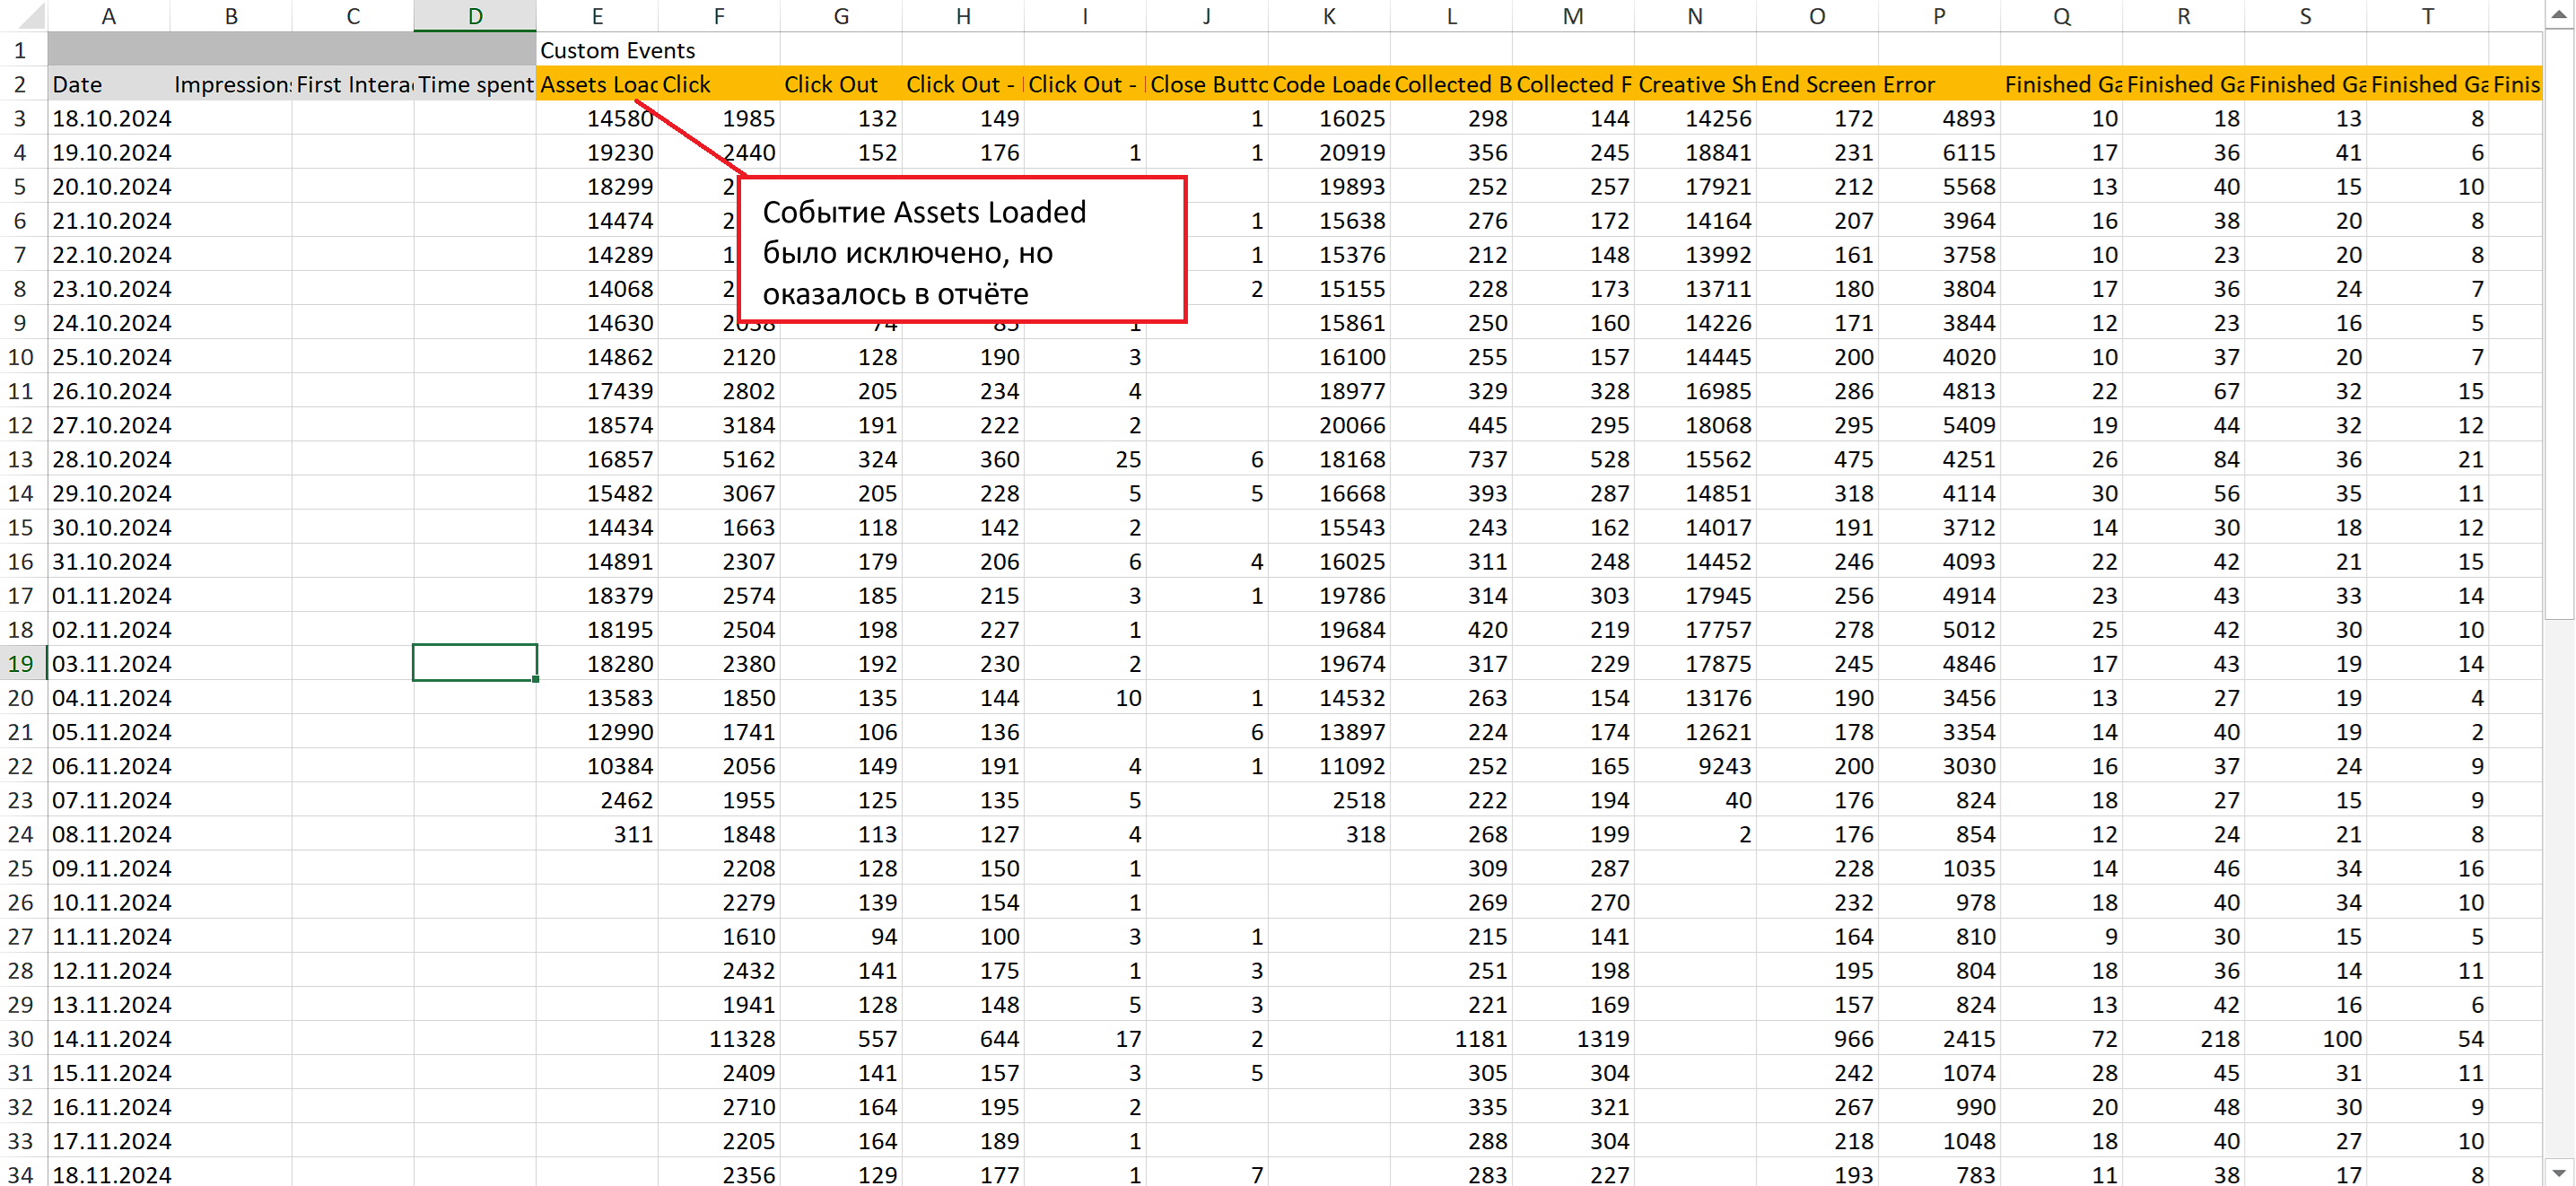 A B C D E F G H I J K L M N O P Q R S T
1 Custom Events
2 Date Impression First Intera Time spent Assets Loac Click Click Out Click Out - Click Out - Close Buttc Code Loade Collected B Collected F Creative Sh End Screen Error Finished Ga Finished Ga Finished Ga Finished Ga Finis
3 18.10.2024 14580 1985 132 149 1 16025 298 144 14256 172 4893 10 18 13 8
4 19.10.2024 19230 2440 152 176 1 1 20919 356 245 18841 231 6115 17 36 41 6
5 20.10.2024 18299 2 19893 252 257 17921 212 5568 13 40 15 10
6 21.10.2024 14474 2 1 15638 276 172 14164 207 3964 16 38 20 8
7 22.10.2024 14289 1 1 15376 212 148 13992 161 3758 10 23 20 8
8 23.10.2024 14068 2 2 15155 228 173 13711 180 3804 17 36 24 7
Событие Assets Loaded
было исключено, но
оказалось в отчёте
9 24.10.2024 14630 2038 74 85 1 15861 250 160 14226 171 3844 12 23 16 5
10 25.10.2024 14862 2120 128 190 3 16100 255 157 14445 200 4020 10 37 20 7
11 26.10.2024 17439 2802 205 234 4 18977 329 328 16985 286 4813 22 67 32 15
12 27.10.2024 18574 3184 191 222 2 20066 445 295 18068 295 5409 19 44 32 12
13 28.10.2024 16857 5162 324 360 25 6 18168 737 528 15562 475 4251 26 84 36 21
14 29.10.2024 15482 3067 205 228 5 5 16668 393 287 14851 318 4114 30 56 35 11
15 30.10.2024 14434 1663 118 142 2 15543 243 162 14017 191 3712 14 30 18 12
16 31.10.2024 14891 2307 179 206 6 4 16025 311 248 14452 246 4093 22 42 21 15
17 01.11.2024 18379 2574 185 215 3 1 19786 314 303 17945 256 4914 23 43 33 14
18 02.11.2024 18195 2504 198 227 1 19684 420 219 17757 278 5012 25 42 30 10
19 03.11.2024 18280 2380 192 230 2 19674 317 229 17875 245 4846 17 43 19 14
20 04.11.2024 13583 1850 135 144 10 1 14532 263 154 13176 190 3456 13 27 19 4
21 05.11.2024 12990 1741 106 136 6 13897 224 174 12621 178 3354 14 40 19 2
22 06.11.2024 10384 2056 149 191 4 1 11092 252 165 9243 200 3030 16 37 24 9
23 07.11.2024 2462 1955 125 135 5 2518 222 194 40 176 824 18 27 15 9
24 08.11.2024 311 1848 113 127 4 318 268 199 2 176 854 12 24 21 8
25 09.11.2024 2208 128 150 1 309 287 228 1035 14 46 34 16
26 10.11.2024 2279 139 154 1 269 270 232 978 18 40 34 10
27 11.11.2024 1610 94 100 3 1 215 141 164 810 9 30 15 5
28 12.11.2024 2432 141 175 1 3 251 198 195 804 18 36 14 11
29 13.11.2024 1941 128 148 5 3 221 169 157 824 13 42 16 6
30 14.11.2024 11328 557 644 17 2 1181 1319 966 2415 72 218 100 54
31 15.11.2024 2409 141 157 3 5 305 304 242 1074 28 45 31 11
32 16.11.2024 2710 164 195 2 335 321 267 990 20 48 30 9
33 17.11.2024 2205 164 189 1 288 304 218 1048 18 40 27 10
34 18.11.2024 2356 129 177 1 7 283 227 193 783 11 38 17 8